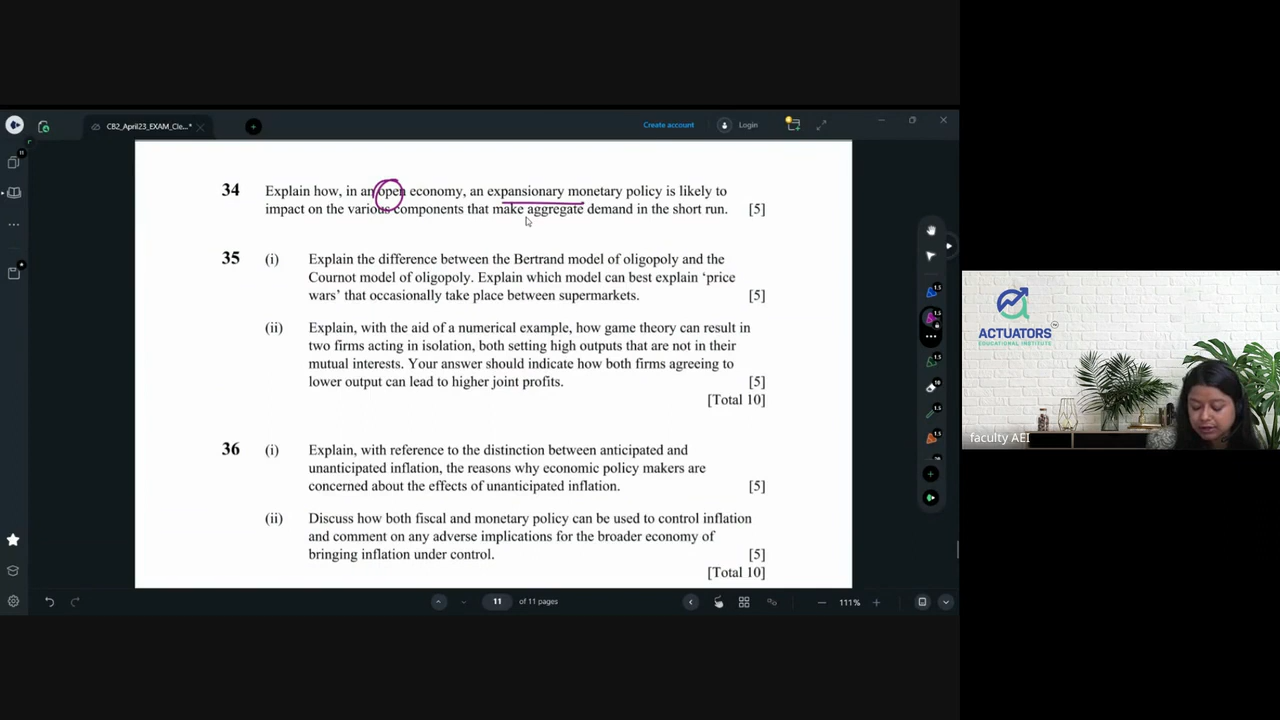 CB2_April23_EXAM_Cle...*
Create account
Login
34 Explain how, in an open economy, an expansionary monetary policy is likely to
impact on the various components that make aggregate demand in the short run. [5]
35 (i) Explain the difference between the Bertrand model of oligopoly and the
Cournot model of oligopoly. Explain which model can best explain ‘price
wars’ that occasionally take place between supermarkets. [5]
(ii) Explain, with the aid of a numerical example, how game theory can result in
two firms acting in isolation, both setting high outputs that are not in their
mutual interests. Your answer should indicate how both firms agreeing to
lower output can lead to higher joint profits. [5]
[Total 10]
36 (i) Explain, with reference to the distinction between anticipated and
unanticipated inflation, the reasons why economic policy makers are
concerned about the effects of unanticipated inflation. [5]
(ii) Discuss how both fiscal and monetary policy can be used to control inflation
and comment on any adverse implications for the broader economy of
bringing inflation under control. [5]
[Total 10]
11 of 11 pages
111%
ACTUATORS
EDUCATIONAL INSTITUTE
faculty AEI